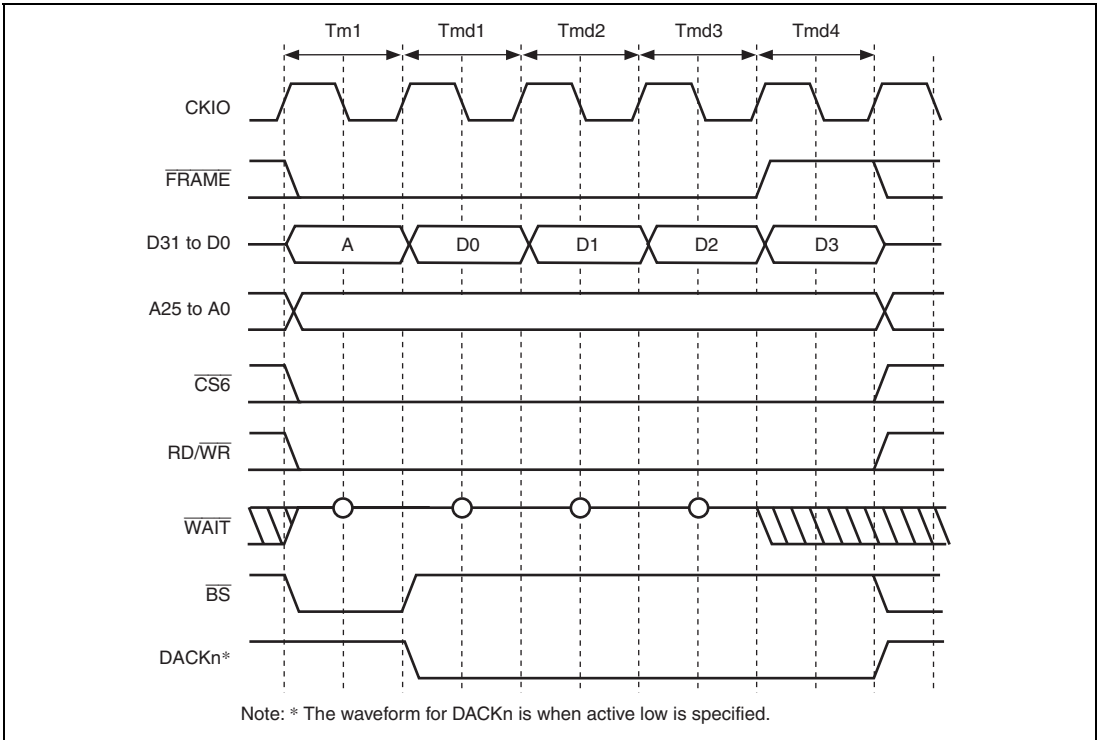 Tm1 Tmd1 Tmd2 Tmd3 Tmd4
CKIO
FRAME
D31 to D0 A D0 D1 D2 D3
A25 to A0
CS6
RD/WR
WAIT
BS
DACKn*
Note: * The waveform for DACKn is when active low is specified.